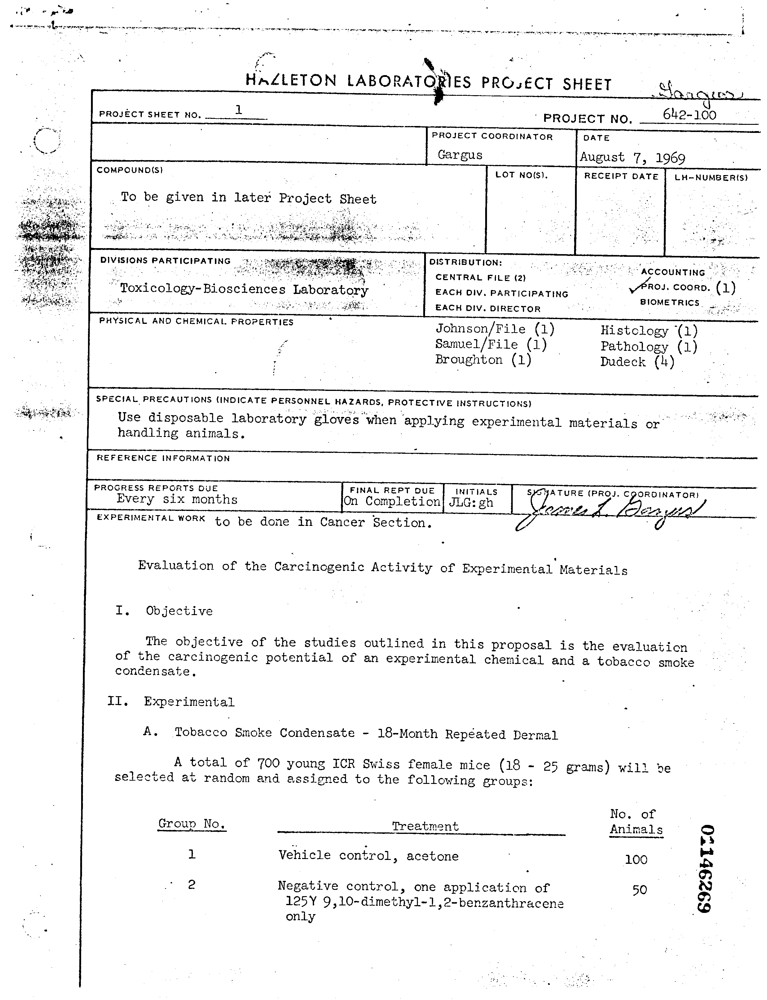 HAZLETON LABORATORIES PROJECT SHEET
Gargus
PROJECT SHEET NO. 1
PROJECT NO. 642-100
PROJECT COORDINATOR
Gargus
DATE
August 7, 1969
COMPOUND(S)
To be given in later Project Sheet
LOT NO(S).
RECEIPT DATE
LH-NUMBER(S)
DIVISIONS PARTICIPATING
Toxicology-Biosciences Laboratory
DISTRIBUTION:
CENTRAL FILE (2)
EACH DIV. PARTICIPATING
EACH DIV. DIRECTOR
ACCOUNTING
✓PROJ. COORD. (1)
BIOMETRICS
PHYSICAL AND CHEMICAL PROPERTIES
Johnson/File (1) Histology (1)
Samuel/File (1) Pathology (1)
Broughton (1) Dudeck (4)
SPECIAL PRECAUTIONS (INDICATE PERSONNEL HAZARDS, PROTECTIVE INSTRUCTIONS)
Use disposable laboratory gloves when applying experimental materials or
handling animals.
REFERENCE INFORMATION
PROGRESS REPORTS DUE
Every six months
FINAL REPT DUE
On Completion
INITIALS
JLG:gh
SIGNATURE (PROJ. COORDINATOR)
James L. Gargus
EXPERIMENTAL WORK to be done in Cancer Section.
Evaluation of the Carcinogenic Activity of Experimental Materials
I. Objective
The objective of the studies outlined in this proposal is the evaluation
of the carcinogenic potential of an experimental chemical and a tobacco smoke
condensate.
II. Experimental
A. Tobacco Smoke Condensate - 18-Month Repeated Dermal
A total of 700 young ICR Swiss female mice (18 - 25 grams) will be
selected at random and assigned to the following groups:
Group No. Treatment No. of Animals
1 Vehicle control, acetone 100
2 Negative control, one application of 50
125Y 9,10-dimethyl-1,2-benzanthracene
only
01146269